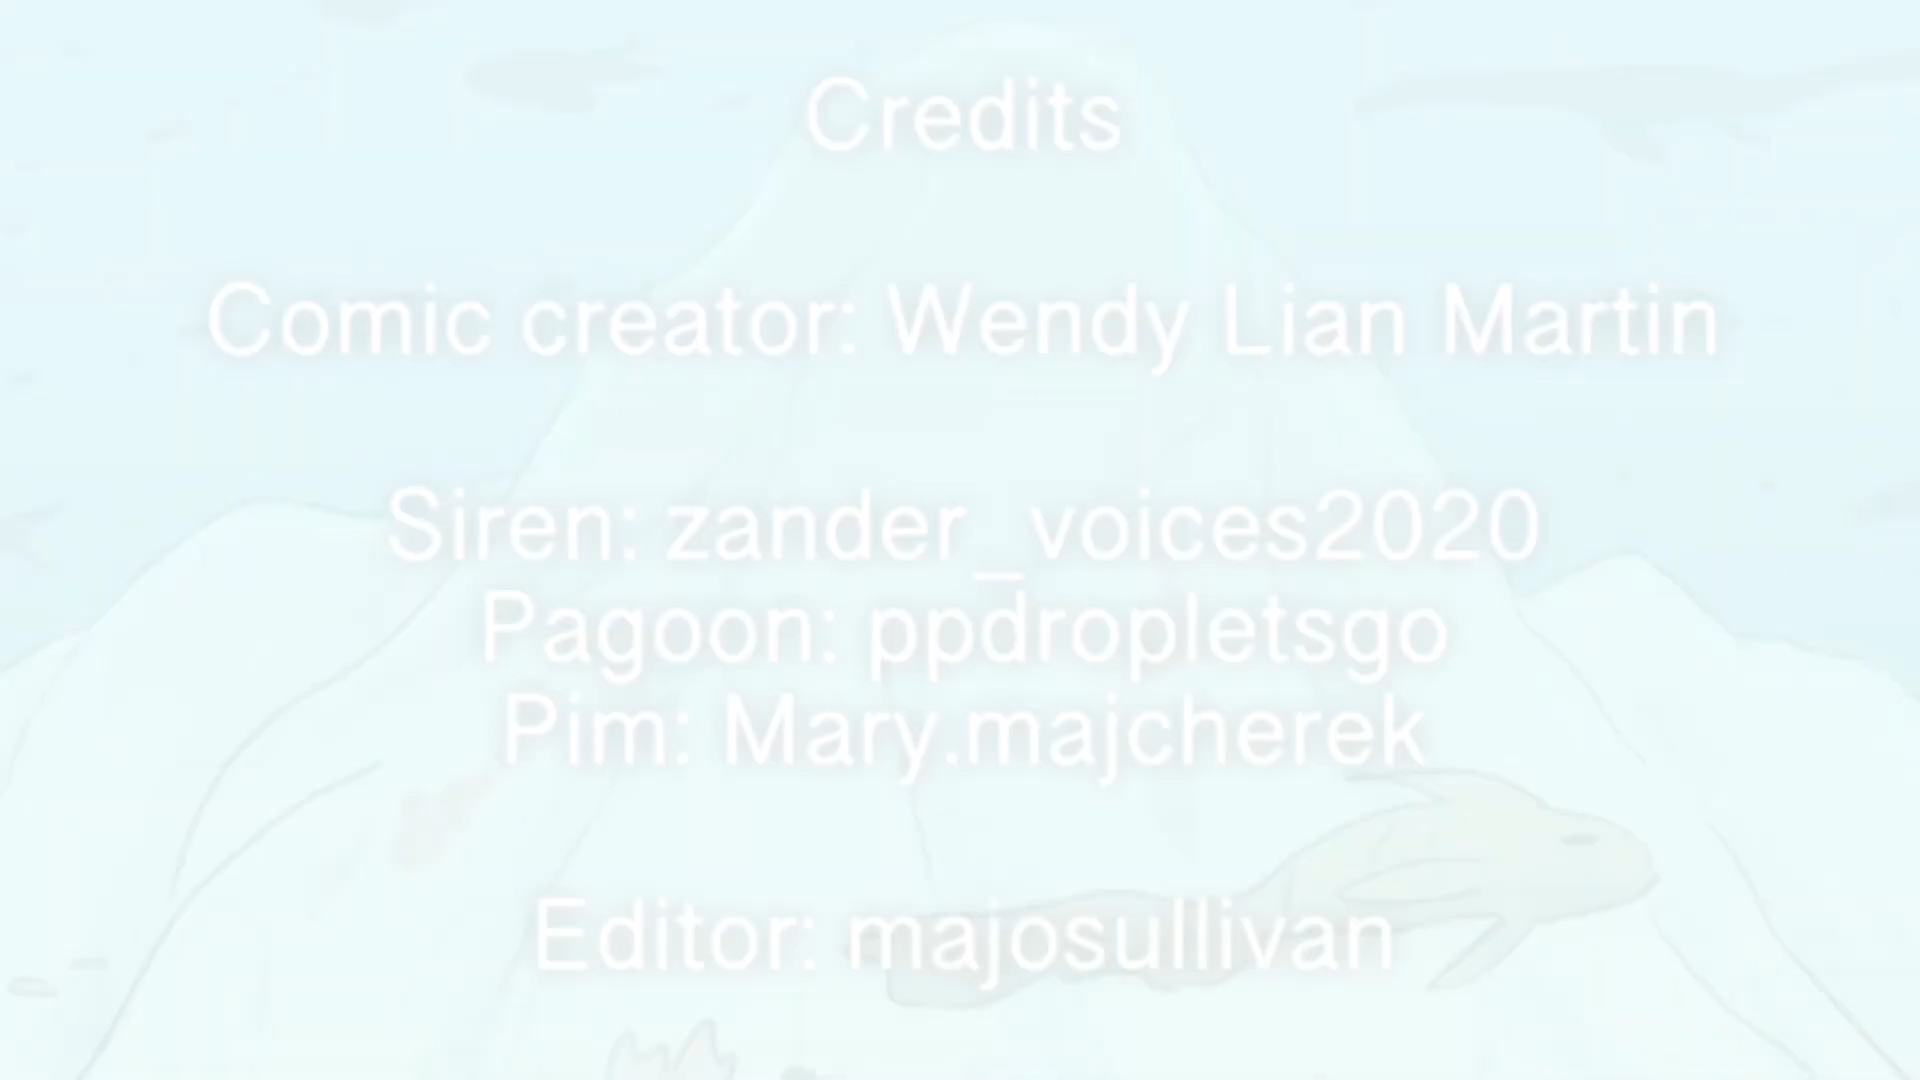 Credits
Comic creator: Wendy Lian Martin
Siren: zander_voices2020
Pagoon: ppdropletsgo
Pim: Mary.majcherek
Editor: majosullivan